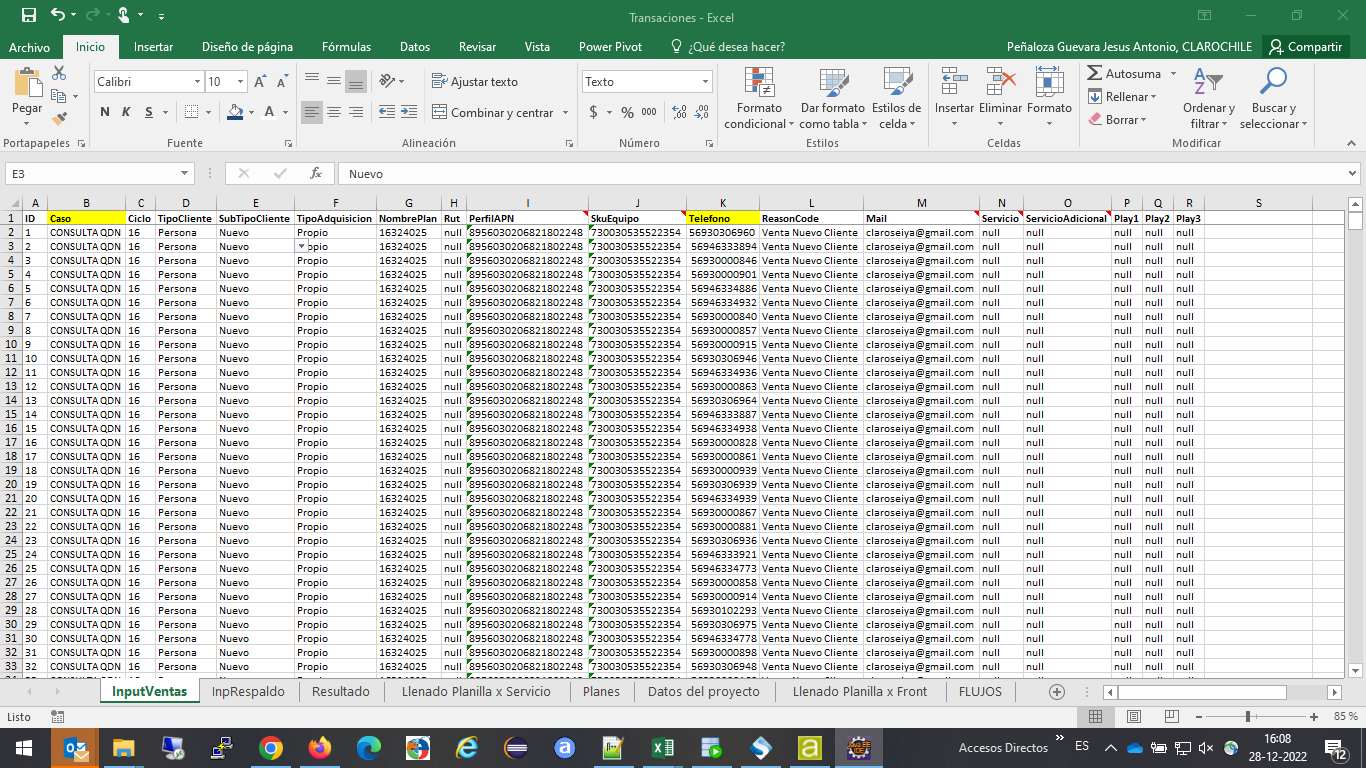 Transaciones - Excel
Archivo Inicio Insertar Diseño de página Fórmulas Datos Revisar Vista Power Pivot ¿Qué desea hacer? Peñaloza Guevara Jesus Antonio, CLAROCHILE Compartir
Pegar
Calibri 10
N K S
Ajustar texto
Combinar y centrar
Texto
$ % 000
Formato condicional
Dar formato como tabla
Estilos de celda
Insertar Eliminar Formato
Autosuma
Rellenar
Borrar
Ordenar y filtrar
Buscar y seleccionar
Portapapeles Fuente Alineación Número Estilos Celdas Modificar
E3 fx Nuevo
A B C D E F G H I J K L M N O P Q R S
1 ID Caso Ciclo TipoCliente SubTipoCliente TipoAdquisicion NombrePlan Rut PerfilAPN SkuEquipo Telefono ReasonCode Mail Servicio ServicioAdicional Play1 Play2 Play3
2 1 CONSULTA QDN 16 Persona Nuevo Propio 16324025 null 8956030206821802248 730030535522354 56930306960 Venta Nuevo Cliente claroseiya@gmail.com null null null null null
3 2 CONSULTA QDN 16 Persona Nuevo pio 16324025 null 8956030206821802248 730030535522354 56946333894 Venta Nuevo Cliente claroseiya@gmail.com null null null null null
4 3 CONSULTA QDN 16 Persona Nuevo Propio 16324025 null 8956030206821802248 730030535522354 56930000846 Venta Nuevo Cliente claroseiya@gmail.com null null null null null
5 4 CONSULTA QDN 16 Persona Nuevo Propio 16324025 null 8956030206821802248 730030535522354 56930000901 Venta Nuevo Cliente claroseiya@gmail.com null null null null null
6 5 CONSULTA QDN 16 Persona Nuevo Propio 16324025 null 8956030206821802248 730030535522354 56946334886 Venta Nuevo Cliente claroseiya@gmail.com null null null null null
7 6 CONSULTA QDN 16 Persona Nuevo Propio 16324025 null 8956030206821802248 730030535522354 56946334932 Venta Nuevo Cliente claroseiya@gmail.com null null null null null
8 7 CONSULTA QDN 16 Persona Nuevo Propio 16324025 null 8956030206821802248 730030535522354 56930000840 Venta Nuevo Cliente claroseiya@gmail.com null null null null null
9 8 CONSULTA QDN 16 Persona Nuevo Propio 16324025 null 8956030206821802248 730030535522354 56930000857 Venta Nuevo Cliente claroseiya@gmail.com null null null null null
10 9 CONSULTA QDN 16 Persona Nuevo Propio 16324025 null 8956030206821802248 730030535522354 56930000915 Venta Nuevo Cliente claroseiya@gmail.com null null null null null
11 10 CONSULTA QDN 16 Persona Nuevo Propio 16324025 null 8956030206821802248 730030535522354 56930306946 Venta Nuevo Cliente claroseiya@gmail.com null null null null null
12 11 CONSULTA QDN 16 Persona Nuevo Propio 16324025 null 8956030206821802248 730030535522354 56946334936 Venta Nuevo Cliente claroseiya@gmail.com null null null null null
13 12 CONSULTA QDN 16 Persona Nuevo Propio 16324025 null 8956030206821802248 730030535522354 56930000863 Venta Nuevo Cliente claroseiya@gmail.com null null null null null
14 13 CONSULTA QDN 16 Persona Nuevo Propio 16324025 null 8956030206821802248 730030535522354 56930306964 Venta Nuevo Cliente claroseiya@gmail.com null null null null null
15 14 CONSULTA QDN 16 Persona Nuevo Propio 16324025 null 8956030206821802248 730030535522354 56946333887 Venta Nuevo Cliente claroseiya@gmail.com null null null null null
16 15 CONSULTA QDN 16 Persona Nuevo Propio 16324025 null 8956030206821802248 730030535522354 56946334938 Venta Nuevo Cliente claroseiya@gmail.com null null null null null
17 16 CONSULTA QDN 16 Persona Nuevo Propio 16324025 null 8956030206821802248 730030535522354 56930000828 Venta Nuevo Cliente claroseiya@gmail.com null null null null null
18 17 CONSULTA QDN 16 Persona Nuevo Propio 16324025 null 8956030206821802248 730030535522354 56930000861 Venta Nuevo Cliente claroseiya@gmail.com null null null null null
19 18 CONSULTA QDN 16 Persona Nuevo Propio 16324025 null 8956030206821802248 730030535522354 56930000939 Venta Nuevo Cliente claroseiya@gmail.com null null null null null
20 19 CONSULTA QDN 16 Persona Nuevo Propio 16324025 null 8956030206821802248 730030535522354 56930306939 Venta Nuevo Cliente claroseiya@gmail.com null null null null null
21 20 CONSULTA QDN 16 Persona Nuevo Propio 16324025 null 8956030206821802248 730030535522354 56946334939 Venta Nuevo Cliente claroseiya@gmail.com null null null null null
22 21 CONSULTA QDN 16 Persona Nuevo Propio 16324025 null 8956030206821802248 730030535522354 56930000867 Venta Nuevo Cliente claroseiya@gmail.com null null null null null
23 22 CONSULTA QDN 16 Persona Nuevo Propio 16324025 null 8956030206821802248 730030535522354 56930000881 Venta Nuevo Cliente claroseiya@gmail.com null null null null null
24 23 CONSULTA QDN 16 Persona Nuevo Propio 16324025 null 8956030206821802248 730030535522354 56930306936 Venta Nuevo Cliente claroseiya@gmail.com null null null null null
25 24 CONSULTA QDN 16 Persona Nuevo Propio 16324025 null 8956030206821802248 730030535522354 56946333921 Venta Nuevo Cliente claroseiya@gmail.com null null null null null
26 25 CONSULTA QDN 16 Persona Nuevo Propio 16324025 null 8956030206821802248 730030535522354 56946334773 Venta Nuevo Cliente claroseiya@gmail.com null null null null null
27 26 CONSULTA QDN 16 Persona Nuevo Propio 16324025 null 8956030206821802248 730030535522354 56930000858 Venta Nuevo Cliente claroseiya@gmail.com null null null null null
28 27 CONSULTA QDN 16 Persona Nuevo Propio 16324025 null 8956030206821802248 730030535522354 56930000914 Venta Nuevo Cliente claroseiya@gmail.com null null null null null
29 28 CONSULTA QDN 16 Persona Nuevo Propio 16324025 null 8956030206821802248 730030535522354 56930102293 Venta Nuevo Cliente claroseiya@gmail.com null null null null null
30 29 CONSULTA QDN 16 Persona Nuevo Propio 16324025 null 8956030206821802248 730030535522354 56930306975 Venta Nuevo Cliente claroseiya@gmail.com null null null null null
31 30 CONSULTA QDN 16 Persona Nuevo Propio 16324025 null 8956030206821802248 730030535522354 56946334778 Venta Nuevo Cliente claroseiya@gmail.com null null null null null
32 31 CONSULTA QDN 16 Persona Nuevo Propio 16324025 null 8956030206821802248 730030535522354 56930000898 Venta Nuevo Cliente claroseiya@gmail.com null null null null null
33 32 CONSULTA QDN 16 Persona Nuevo Propio 16324025 null 8956030206821802248 730030535522354 56930306948 Venta Nuevo Cliente claroseiya@gmail.com null null null null null
InputVentas InpRespaldo Resultado Llenado Planilla x Servicio Planes Datos del proyecto Llenado Planilla x Front FLUJOS
Listo 85 %
Accesos Directos ES 16:08
28-12-2022 12